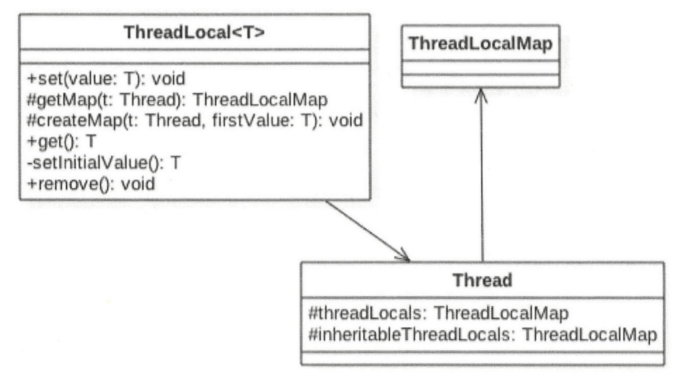 ThreadLocal<T>
+set(value: T): void
#getMap(t: Thread): ThreadLocalMap
#createMap(t: Thread, firstValue: T): void
+get(): T
-setInitialValue(): T
+remove(): void
ThreadLocalMap
Thread
#threadLocals: ThreadLocalMap
#inheritableThreadLocals: ThreadLocalMap